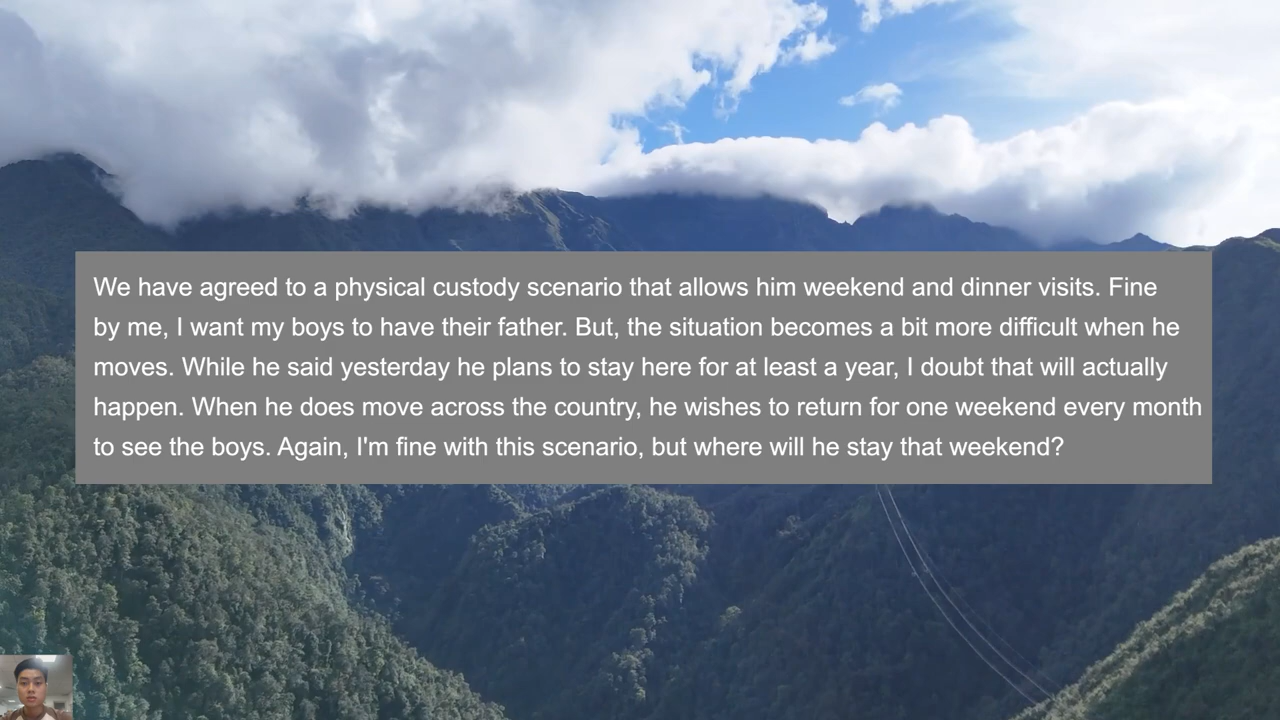 We have agreed to a physical custody scenario that allows him weekend and dinner visits. Fine
by me, I want my boys to have their father. But, the situation becomes a bit more difficult when he
moves. While he said yesterday he plans to stay here for at least a year, I doubt that will actually
happen. When he does move across the country, he wishes to return for one weekend every month
to see the boys. Again, I'm fine with this scenario, but where will he stay that weekend?